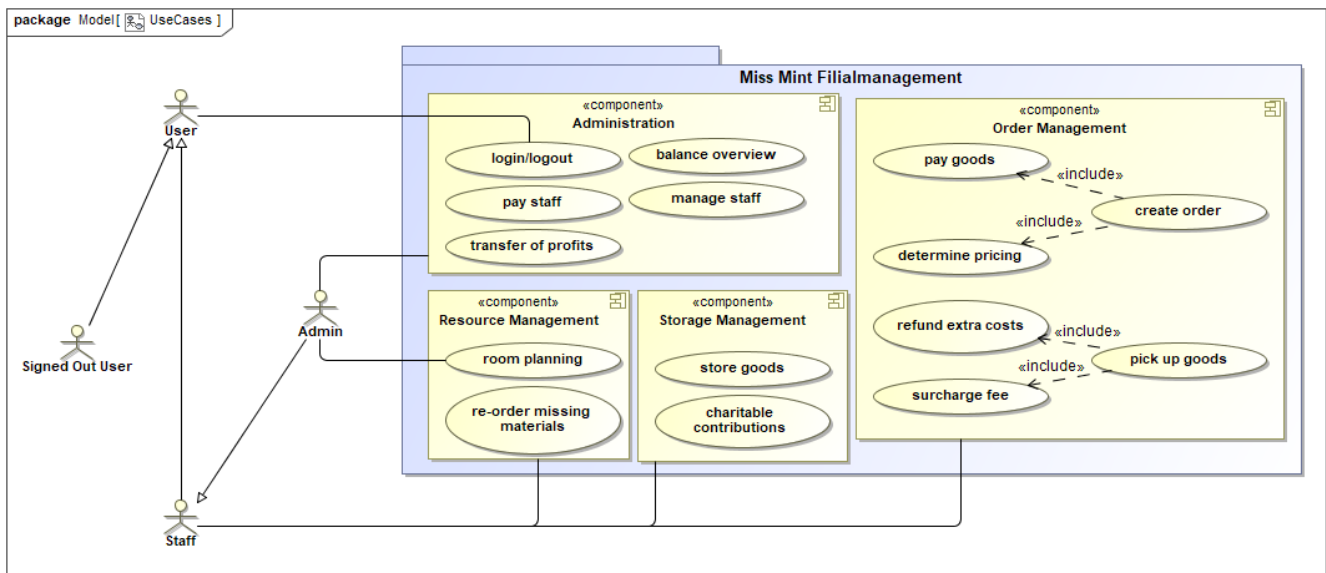 package Model[ UseCases ]
Miss Mint Filialmanagement
User
Signed Out User
Admin
Staff
«component»
Administration
login/logout
balance overview
pay staff
manage staff
transfer of profits
«component»
Resource Management
room planning
re-order missing
materials
«component»
Storage Management
store goods
charitable
contributions
«component»
Order Management
pay goods
«include»
create order
«include»
determine pricing
refund extra costs
«include»
pick up goods
«include»
surcharge fee